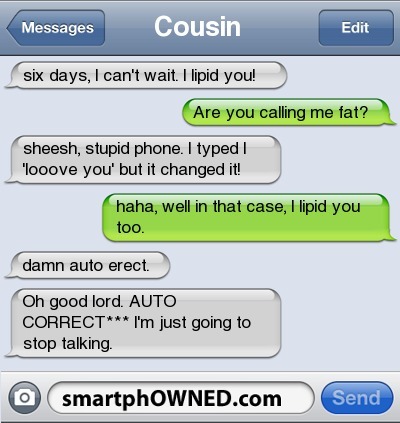 Messages
Cousin
Edit
six days, I can't wait. I lipid you!
Are you calling me fat?
sheesh, stupid phone. I typed I
'looove you' but it changed it!
haha, well in that case, I lipid you
too.
damn auto erect.
Oh good lord. AUTO
CORRECT*** I'm just going to
stop talking.
smartphOWNED.com
Send